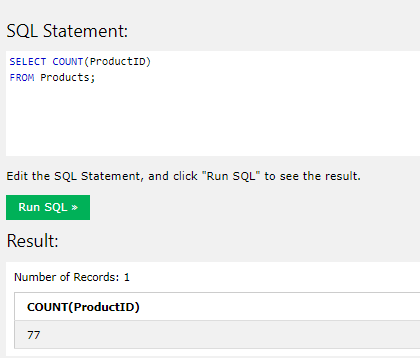 SQL Statement:
SELECT COUNT(ProductID)
FROM Products;
Edit the SQL Statement, and click "Run SQL" to see the result.
Run SQL »
Result:
Number of Records: 1
COUNT(ProductID)
77